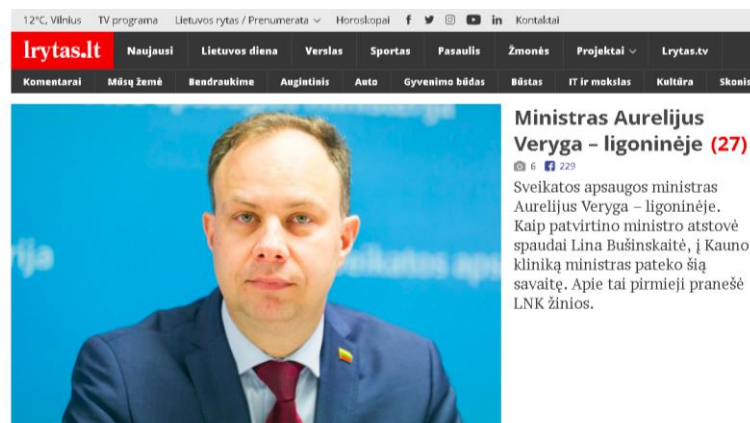 12°C, Vilnius TV programa Lietuvos rytas / Prenumerata Horoskopai Kontaktai
lrytas.lt Naujausi Lietuvos diena Verslas Sportas Pasaulis Žmonės Projektai Lrytas.tv
Komentarai Mūsų žemė Bendraukime Augintinis Auto Gyvenimo būdas Būstas IT ir mokslas Kultūra Skonis
Ministras Aurelijus
Veryga – ligoninėje (27)
6 229
Sveikatos apsaugos ministras
Aurelijus Veryga – ligoninėje.
Kaip patvirtino ministro atstovė
spaudai Lina Bušinskaitė, į Kauno
kliniką ministras pateko šią
savaitę. Apie tai pirmieji pranešė
LNK žinios.